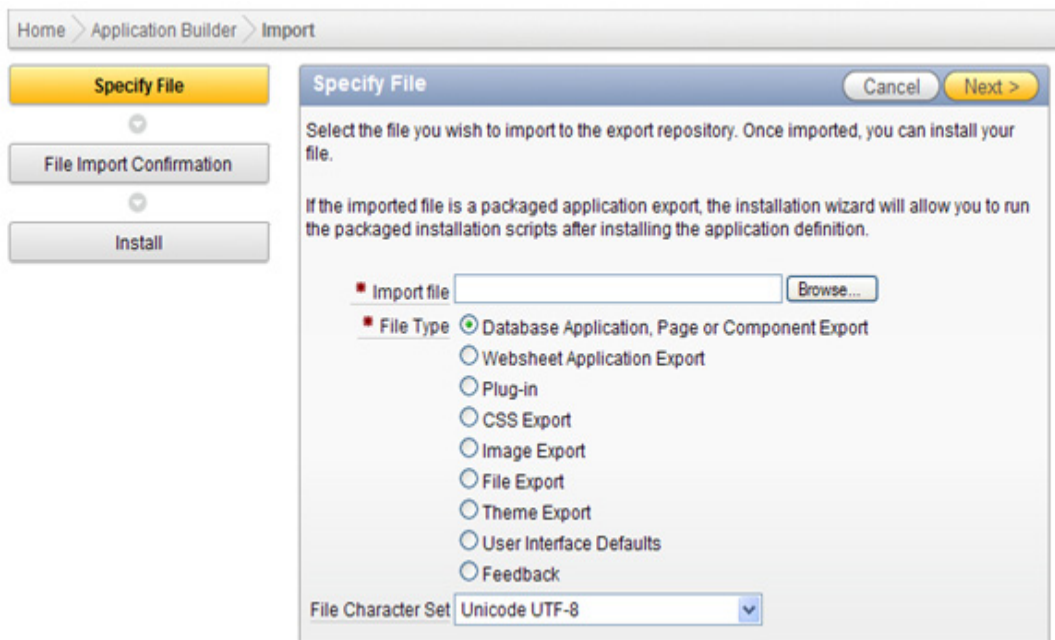 Home Application Builder Import
Specify File
File Import Confirmation
Install
Specify File
Cancel Next >
Select the file you wish to import to the export repository. Once imported, you can install your
file.
If the imported file is a packaged application export, the installation wizard will allow you to run
the packaged installation scripts after installing the application definition.
Import file Browse...
File Type Database Application, Page or Component Export
Websheet Application Export
Plug-in
CSS Export
Image Export
File Export
Theme Export
User Interface Defaults
Feedback
File Character Set Unicode UTF-8